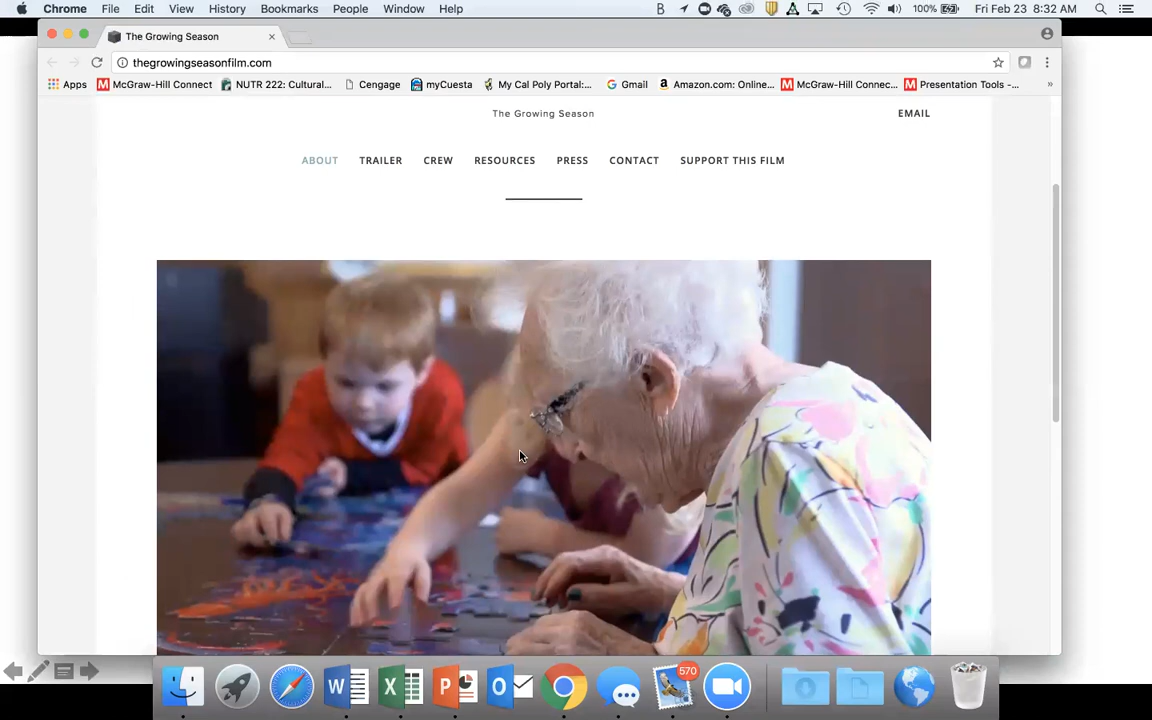 Chrome File Edit View History Bookmarks People Window Help 100% Fri Feb 23 8:32 AM
The Growing Season
thegrowingseasonfilm.com
Apps McGraw-Hill Connect NUTR 222: Cultural... Cengage myCuesta My Cal Poly Portal:... Gmail Amazon.com: Online... McGraw-Hill Connec... Presentation Tools -... »
The Growing Season EMAIL
ABOUT TRAILER CREW RESOURCES PRESS CONTACT SUPPORT THIS FILM
570